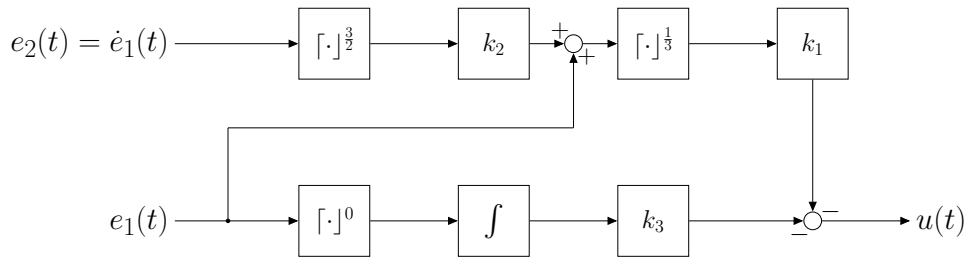 e₂(t) = ė₁(t) ⌈·⌋^{3/2} k₂ + + ⌈·⌋^{1/3} k₁
e₁(t) ⌈·⌋⁰ ∫ k₃ − − u(t)